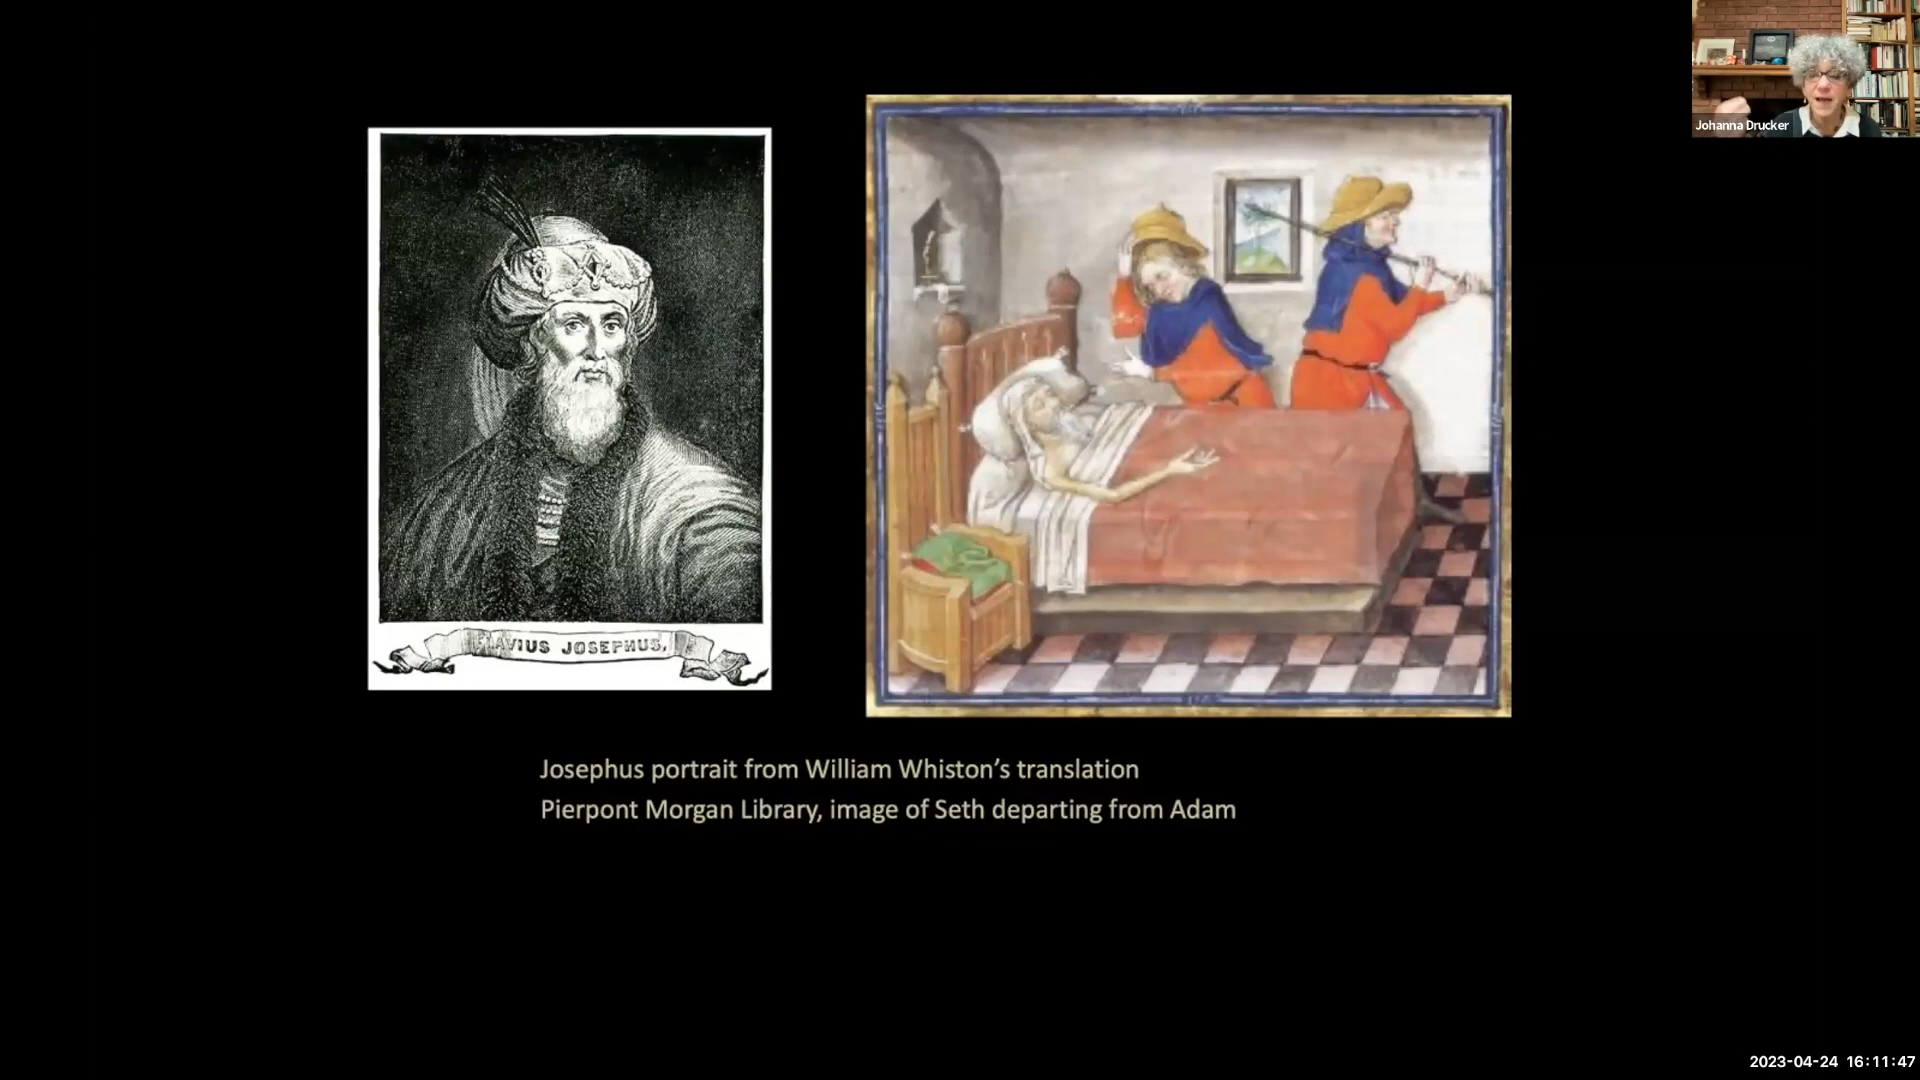 Johanna Drucker
FLAVIUS JOSEPHUS.
Josephus portrait from William Whiston’s translation
Pierpont Morgan Library, image of Seth departing from Adam
2023-04-24 16:11:47